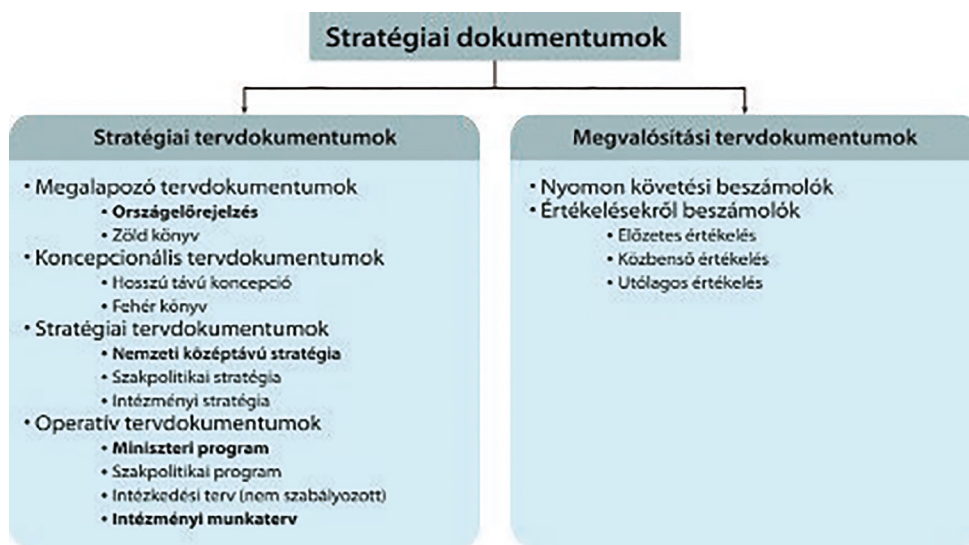 Stratégiai dokumentumok
Stratégiai tervdokumentumok
• Megalapozó tervdokumentumok
• Országelőrejelzés
• Zöld könyv
• Koncepcionális tervdokumentumok
• Hosszú távú koncepció
• Fehér könyv
• Stratégiai tervdokumentumok
• Nemzeti középtávú stratégia
• Szakpolitikai stratégia
• Intézményi stratégia
• Operatív tervdokumentumok
• Miniszteri program
• Szakpolitikai program
• Intézkedési terv (nem szabályozott)
• Intézményi munkaterv
Megvalósítási tervdokumentumok
• Nyomon követési beszámolók
• Értékelésekről beszámolók
• Előzetes értékelés
• Közbenső értékelés
• Utólagos értékelés